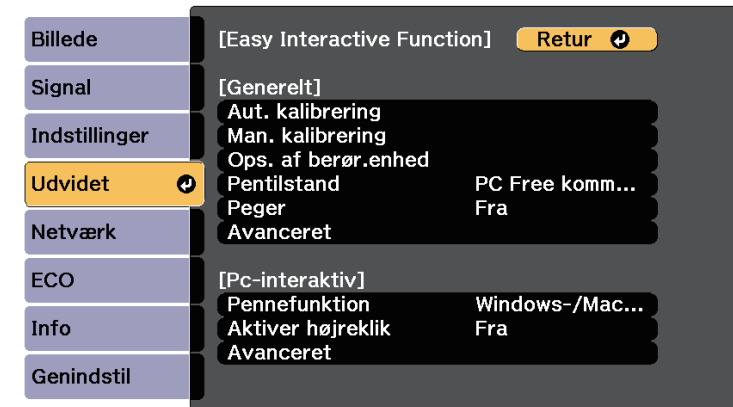 Billede
Signal
Indstillinger
Udvidet
Netværk
ECO
Info
Genindstil
[Easy Interactive Function] Retur
[Generelt]
Aut. kalibrering
Man. kalibrering
Ops. af berør.enhed
Pentilstand PC Free komm...
Peger Fra
Avanceret
[Pc-interaktiv]
Pennefunktion Windows-/Mac...
Aktiver højreklik Fra
Avanceret